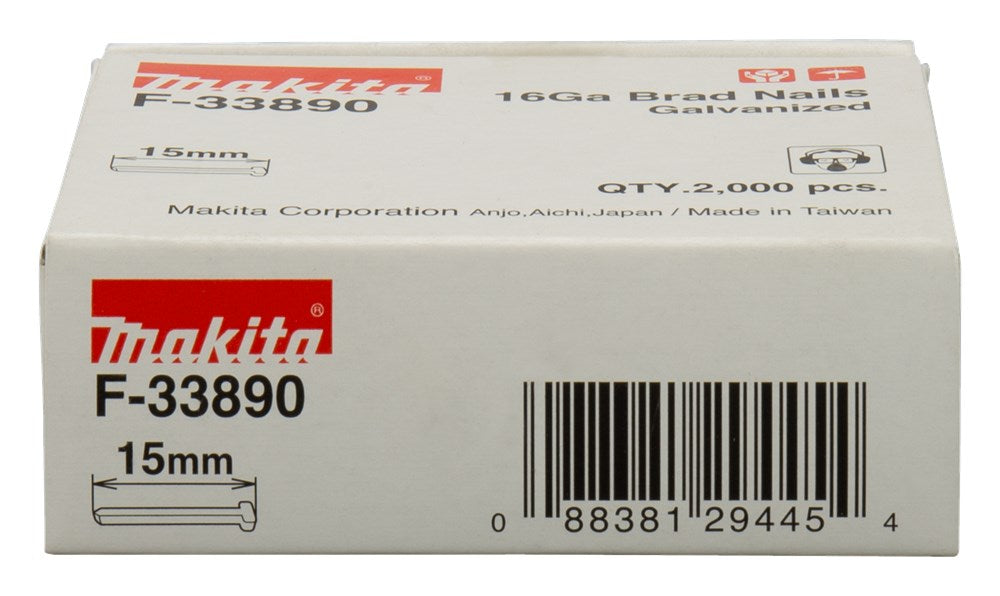 makita®
F-33890
16Ga Brad Nails
Galvanized
15mm
QTY.2,000 pcs.
Makita Corporation Anjo,Aichi,Japan / Made in Taiwan
makita®
F-33890
15mm
0 88381 29445 4